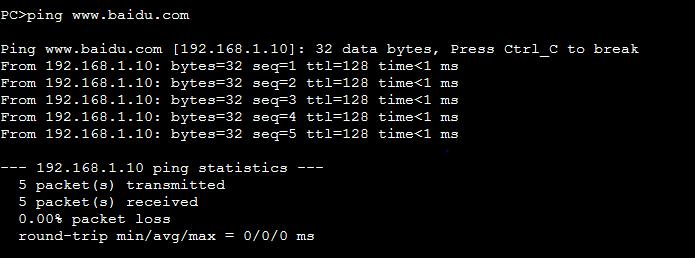 PC>ping www.baidu.com
Ping www.baidu.com [192.168.1.10]: 32 data bytes, Press Ctrl_C to break
From 192.168.1.10: bytes=32 seq=1 ttl=128 time<1 ms
From 192.168.1.10: bytes=32 seq=2 ttl=128 time<1 ms
From 192.168.1.10: bytes=32 seq=3 ttl=128 time<1 ms
From 192.168.1.10: bytes=32 seq=4 ttl=128 time<1 ms
From 192.168.1.10: bytes=32 seq=5 ttl=128 time<1 ms
--- 192.168.1.10 ping statistics ---
5 packet(s) transmitted
5 packet(s) received
0.00% packet loss
round-trip min/avg/max = 0/0/0 ms